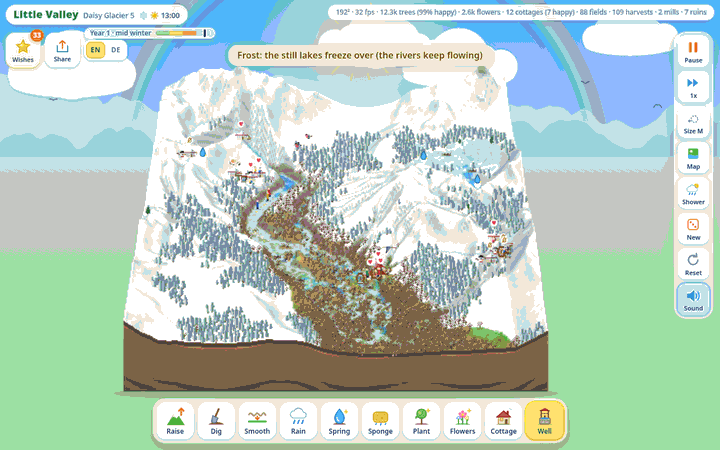 Little Valley Daisy Glacier 5 13:00
192² · 32 fps · 12.3k trees (99% happy) · 2.6k flowers · 12 cottages (7 happy) · 88 fields · 109 harvests · 2 mills · 7 ruins
Year 1 · mid winter
33
Wishes
Share
EN
DE
Frost: the still lakes freeze over (the rivers keep flowing)
Pause
1x
Size M
Map
Shower
New
Reset
Sound
Raise
Dig
Smooth
Rain
Spring
Sponge
Plant
Flowers
Cottage
Well